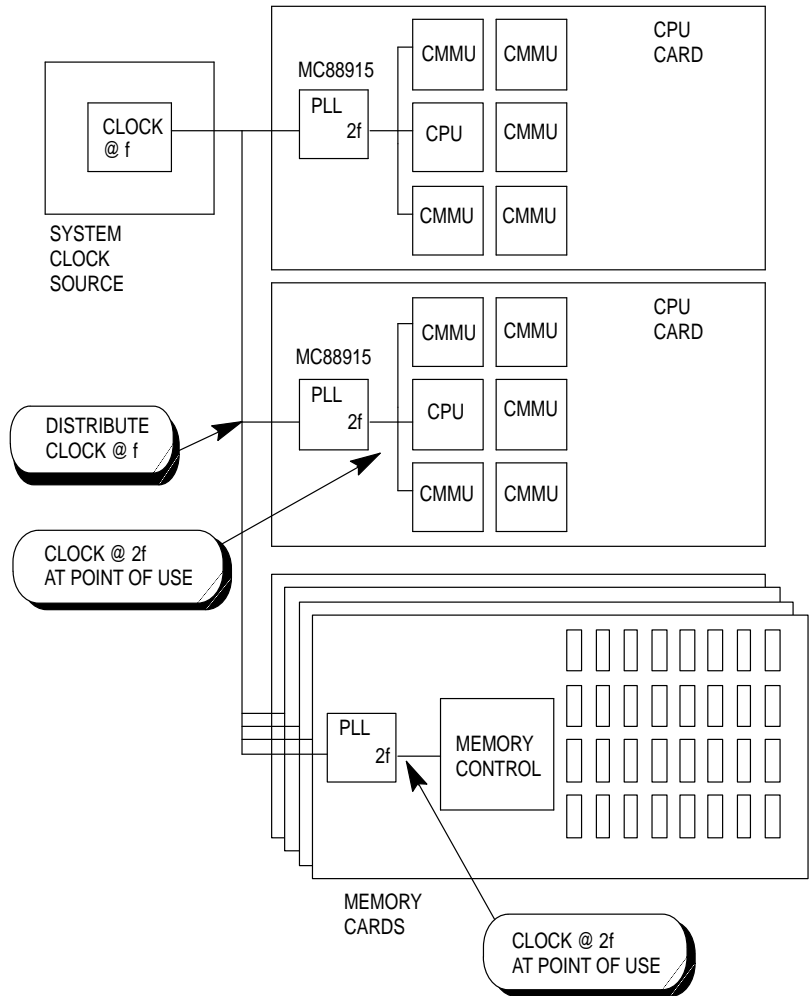 CPU
CARD
CMMU CMMU
MC88915
PLL
2f
CLOCK
@ f
CPU CMMU
CMMU CMMU
SYSTEM
CLOCK
SOURCE
CPU
CARD
CMMU CMMU
MC88915
PLL
2f
CPU CMMU
DISTRIBUTE
CLOCK @ f
CMMU CMMU
CLOCK @ 2f
AT POINT OF USE
PLL
2f
MEMORY
CONTROL
MEMORY
CARDS
CLOCK @ 2f
AT POINT OF USE